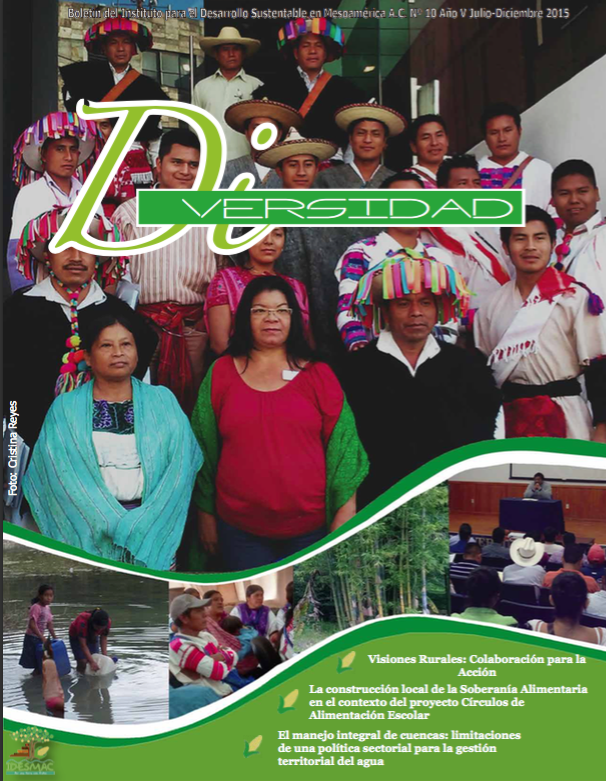 Boletín del Instituto para el Desarrollo Sustentable en Mesoamérica A.C. Nº 10 Año V Julio-Diciembre 2015
Di
VERSIDAD
Foto: Cristina Reyes
Visiones Rurales: Colaboración para la
Acción
La construcción local de la Soberanía Alimentaria
en el contexto del proyecto Círculos de
Alimentación Escolar
El manejo integral de cuencas: limitaciones
de una política sectorial para la gestión
territorial del agua
IDESMAC